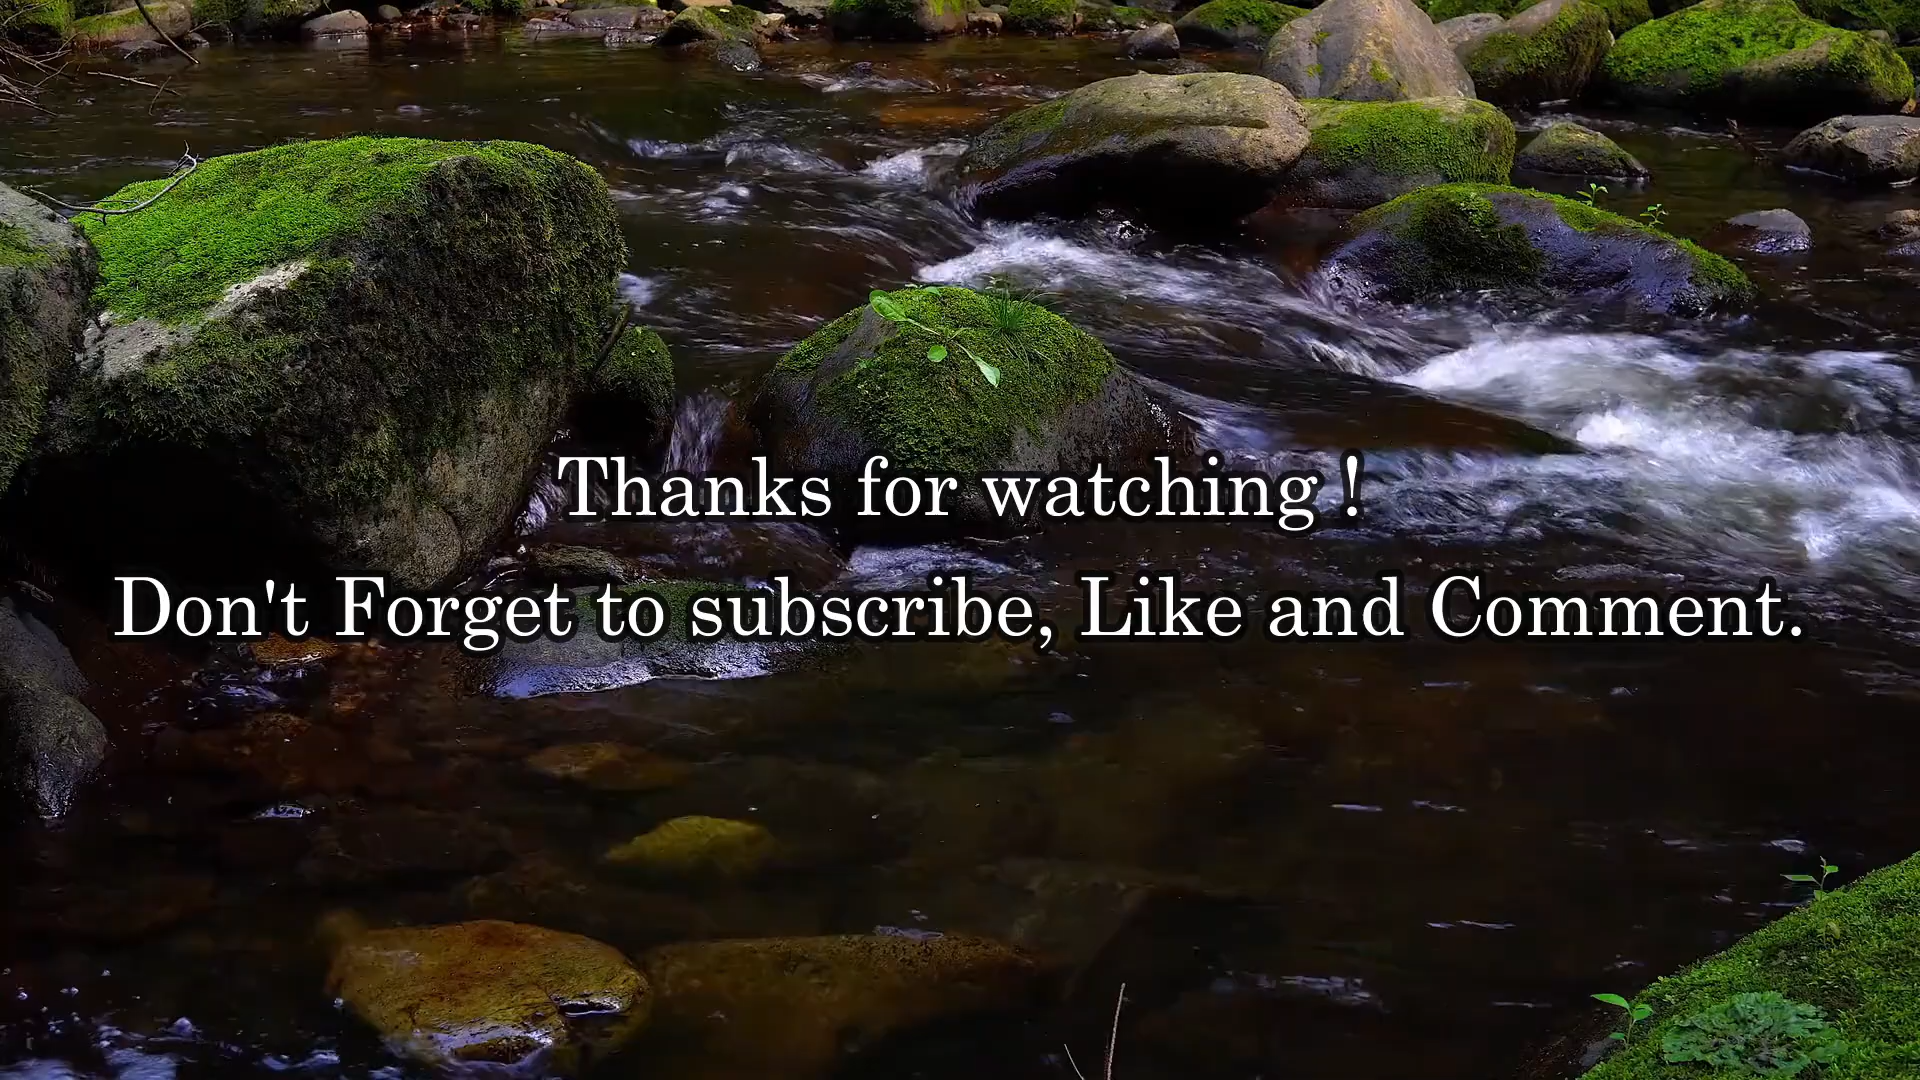 Thanks for watching !
Don't Forget to subscribe, Like and Comment.